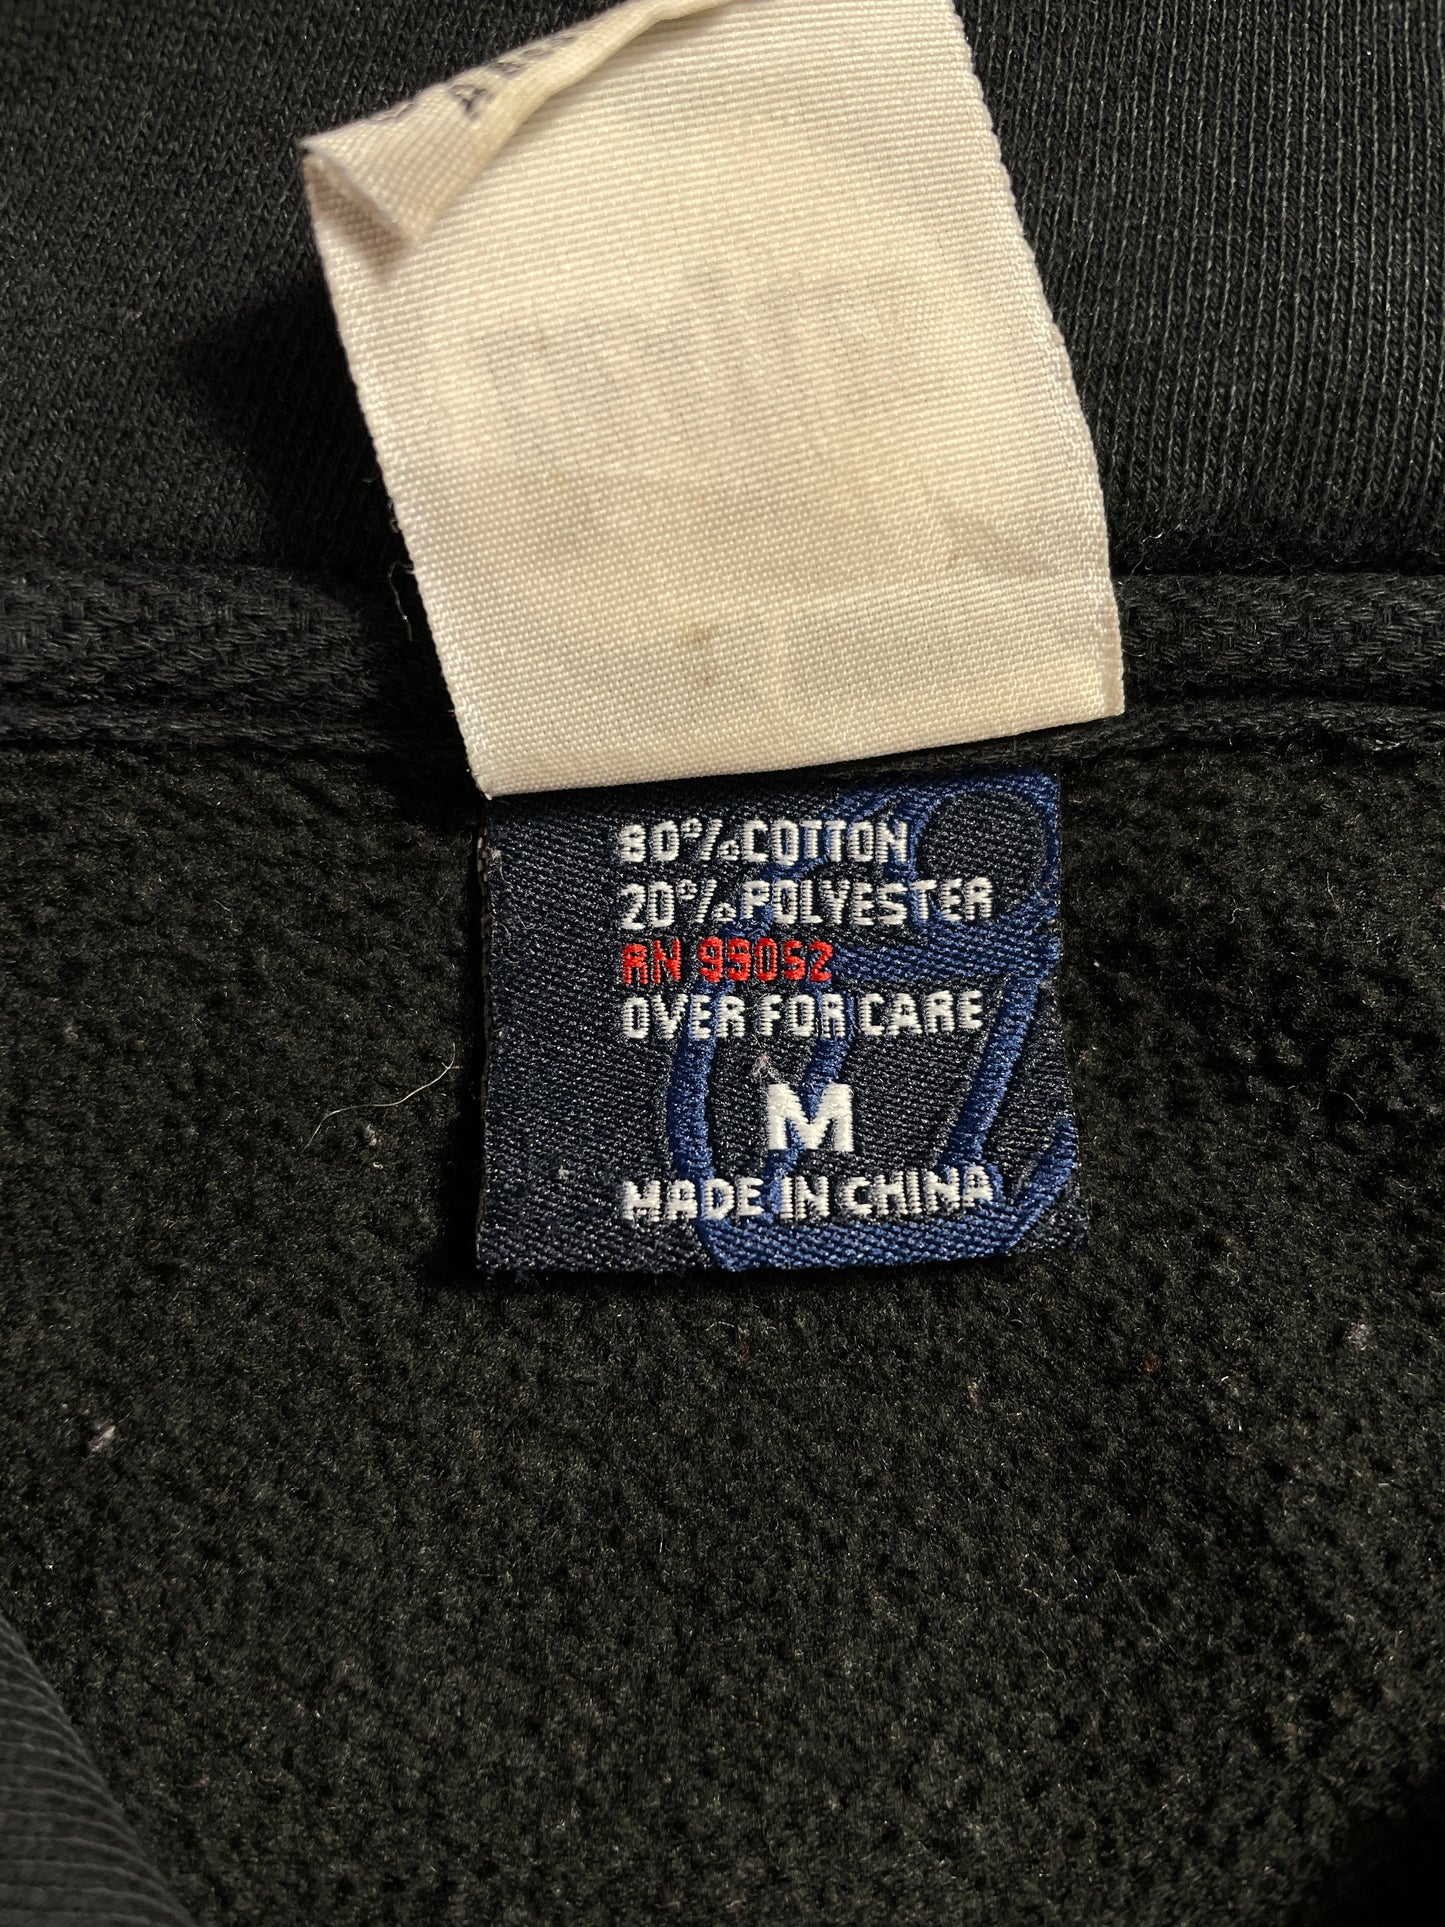 80% COTTON
20% POLYESTER
RN 95052
OVER FOR CARE
M
MADE IN CHINA